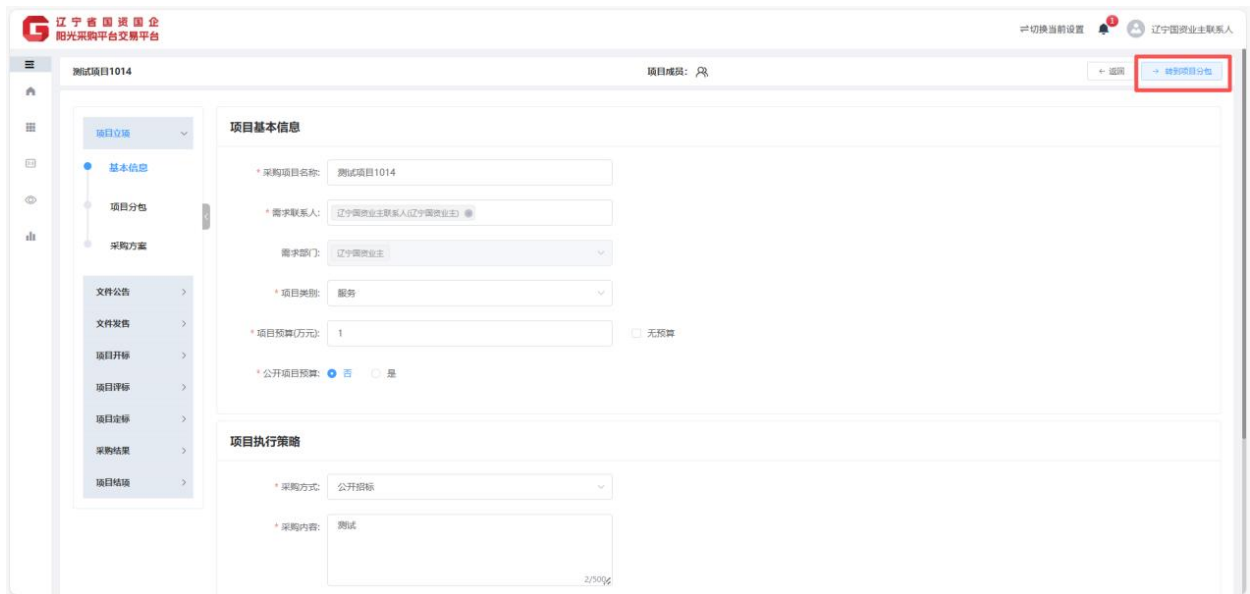 辽宁省国资国企
阳光采购平台交易平台
⇌切换当前设置
1
辽宁国资业主联系人
测试项目1014
项目成员：
← 返回
→ 转到项目分包
项目立项
基本信息
项目分包
采购方案
文件公告
文件发售
项目开标
项目评标
项目定标
采购结果
项目结项
项目基本信息
* 采购项目名称: 测试项目1014
* 需求联系人: 辽宁国资业主联系人(辽宁国资业主)
需求部门: 辽宁国资业主
* 项目类别: 服务
* 项目预算(万元): 1 无预算
* 公开项目预算: 否 是
项目执行策略
* 采购方式: 公开招标
* 采购内容: 测试
2/500